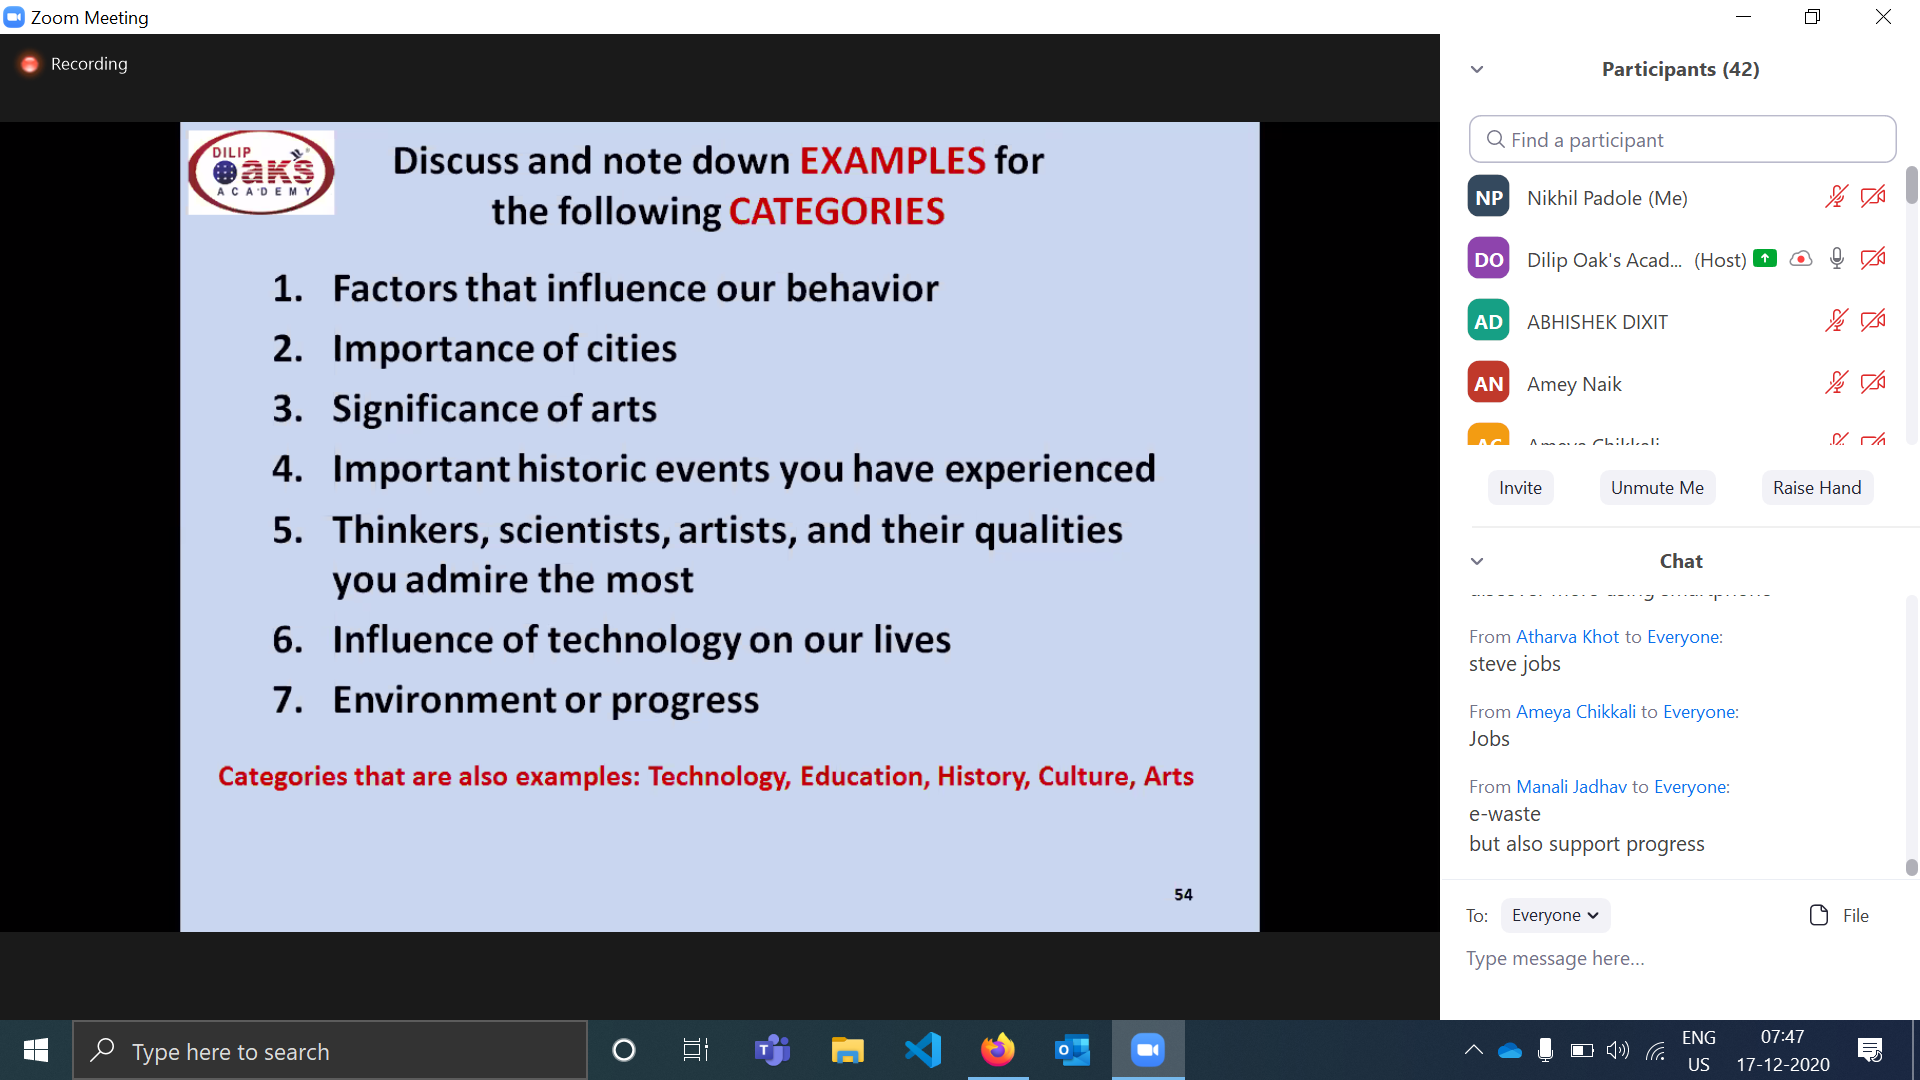 Zoom Meeting
Recording
DILIP
Oak's
ACADEMY
Discuss and note down EXAMPLES for
the following CATEGORIES
1. Factors that influence our behavior
2. Importance of cities
3. Significance of arts
4. Important historic events you have experienced
5. Thinkers, scientists, artists, and their qualities
you admire the most
6. Influence of technology on our lives
7. Environment or progress
Categories that are also examples: Technology, Education, History, Culture, Arts
54
Participants (42)
Find a participant
NP Nikhil Padole (Me)
DO Dilip Oak's Acad... (Host)
AD ABHISHEK DIXIT
AN Amey Naik
AC Ameya Chikkali
Invite Unmute Me Raise Hand
Chat
discover more using smartphone
From Atharva Khot to Everyone:
steve jobs
From Ameya Chikkali to Everyone:
Jobs
From Manali Jadhav to Everyone:
e-waste
but also support progress
To: Everyone File
Type message here...
Type here to search
ENG
US
07:47
17-12-2020